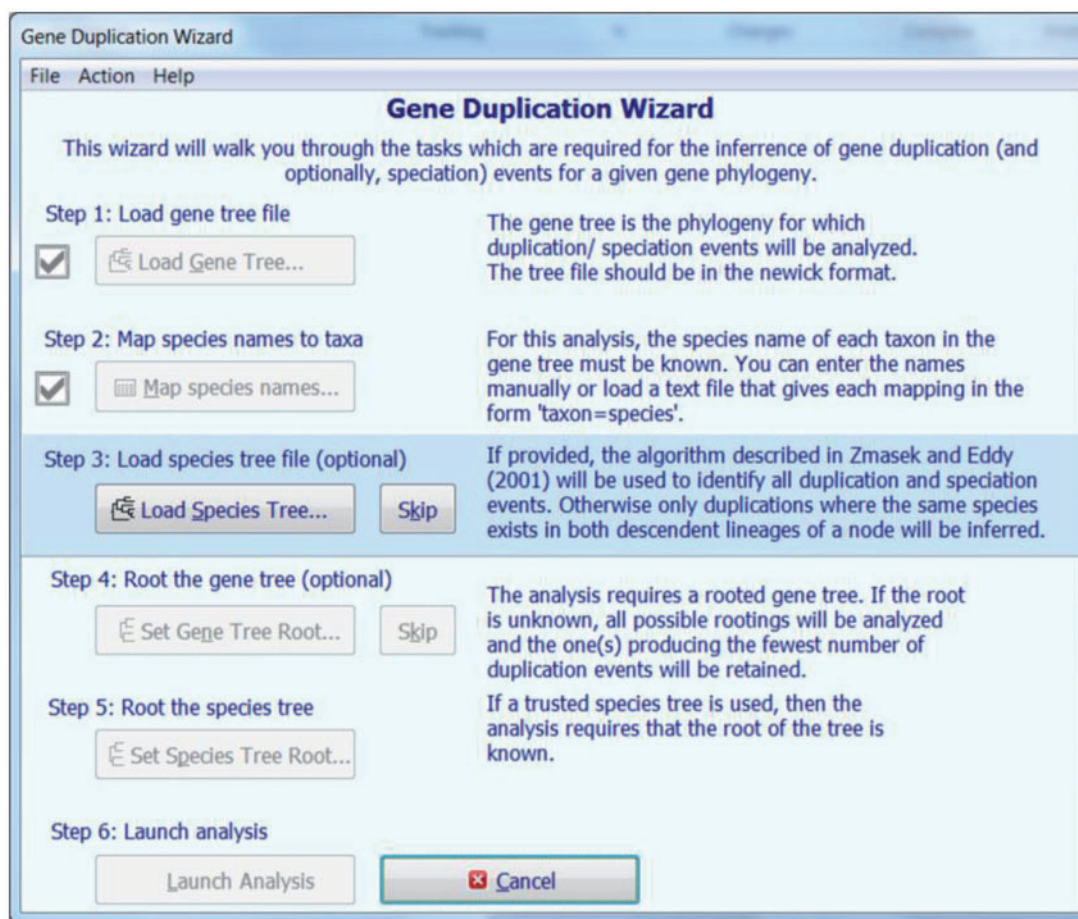 Gene Duplication Wizard
File Action Help
Gene Duplication Wizard
This wizard will walk you through the tasks which are required for the inferrence of gene duplication (and
optionally, speciation) events for a given gene phylogeny.
Step 1: Load gene tree file
Load Gene Tree...
The gene tree is the phylogeny for which
duplication/ speciation events will be analyzed.
The tree file should be in the newick format.
Step 2: Map species names to taxa
Map species names...
For this analysis, the species name of each taxon in the
gene tree must be known. You can enter the names
manually or load a text file that gives each mapping in the
form 'taxon=species'.
Step 3: Load species tree file (optional)
Load Species Tree...
Skip
If provided, the algorithm described in Zmasek and Eddy
(2001) will be used to identify all duplication and speciation
events. Otherwise only duplications where the same species
exists in both descendent lineages of a node will be inferred.
Step 4: Root the gene tree (optional)
Set Gene Tree Root...
Skip
The analysis requires a rooted gene tree. If the root
is unknown, all possible rootings will be analyzed
and the one(s) producing the fewest number of
duplication events will be retained.
Step 5: Root the species tree
Set Species Tree Root...
If a trusted species tree is used, then the
analysis requires that the root of the tree is
known.
Step 6: Launch analysis
Launch Analysis
Cancel